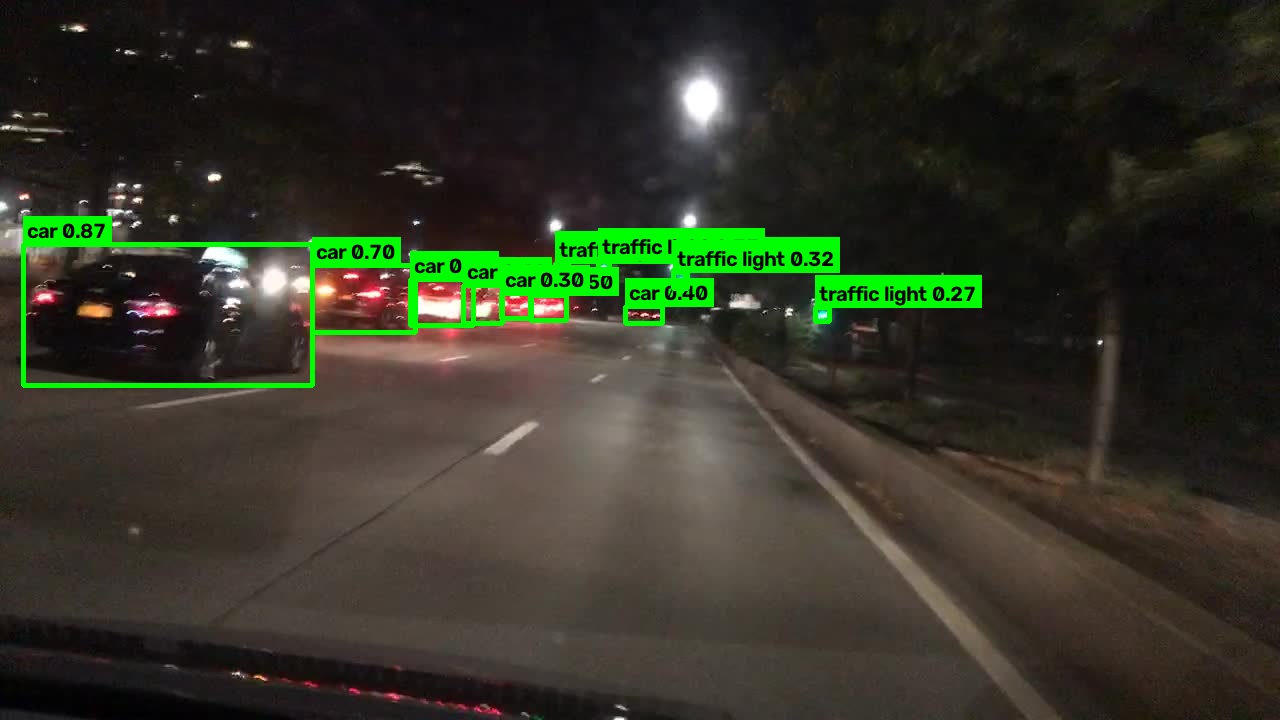 car 0.87
car 0.70
car 0
car
car 0.30
50
traf
traffic l
traffic light 0.32
car 0.40
traffic light 0.27